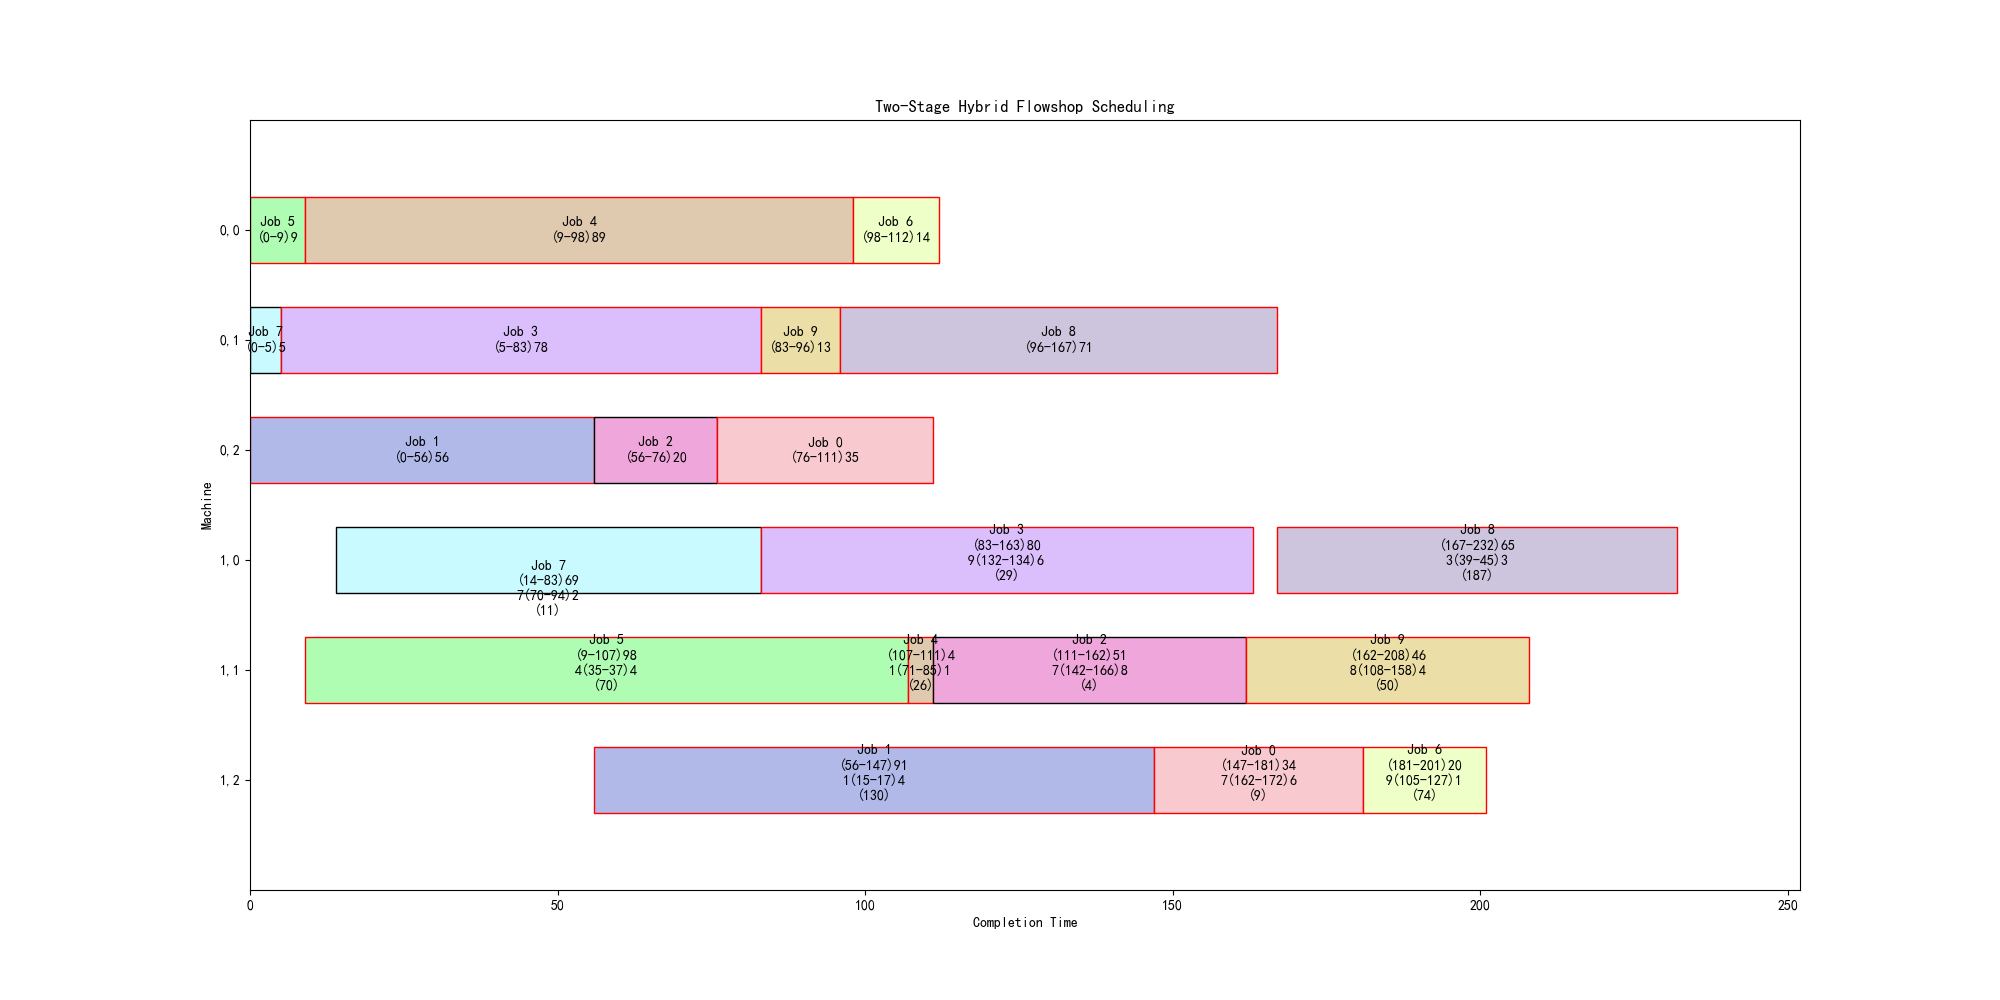 Two-Stage Hybrid Flowshop Scheduling
0,0
Job 5
(0-9)9
Job 4
(9-98)89
Job 6
(98-112)14
0,1
Job 7
(0-5)5
Job 3
(5-83)78
Job 9
(83-96)13
Job 8
(96-167)71
0,2
Job 1
(0-56)56
Job 2
(56-76)20
Job 0
(76-111)35
Machine
1,0
Job 7
(14-83)69
7(70-94)2
(11)
Job 3
(83-163)80
9(132-134)6
(29)
Job 8
(167-232)65
3(39-45)3
(187)
1,1
Job 5
(9-107)98
4(35-37)4
(70)
Job 4
(107-111)4
1(71-85)1
(26)
Job 2
(111-162)51
7(142-166)8
(4)
Job 9
(162-208)46
8(108-158)4
(50)
1,2
Job 1
(56-147)91
1(15-17)4
(130)
Job 0
(147-181)34
7(162-172)6
(9)
Job 6
(181-201)20
9(105-127)1
(74)
0 50 100 150 200 250
Completion Time